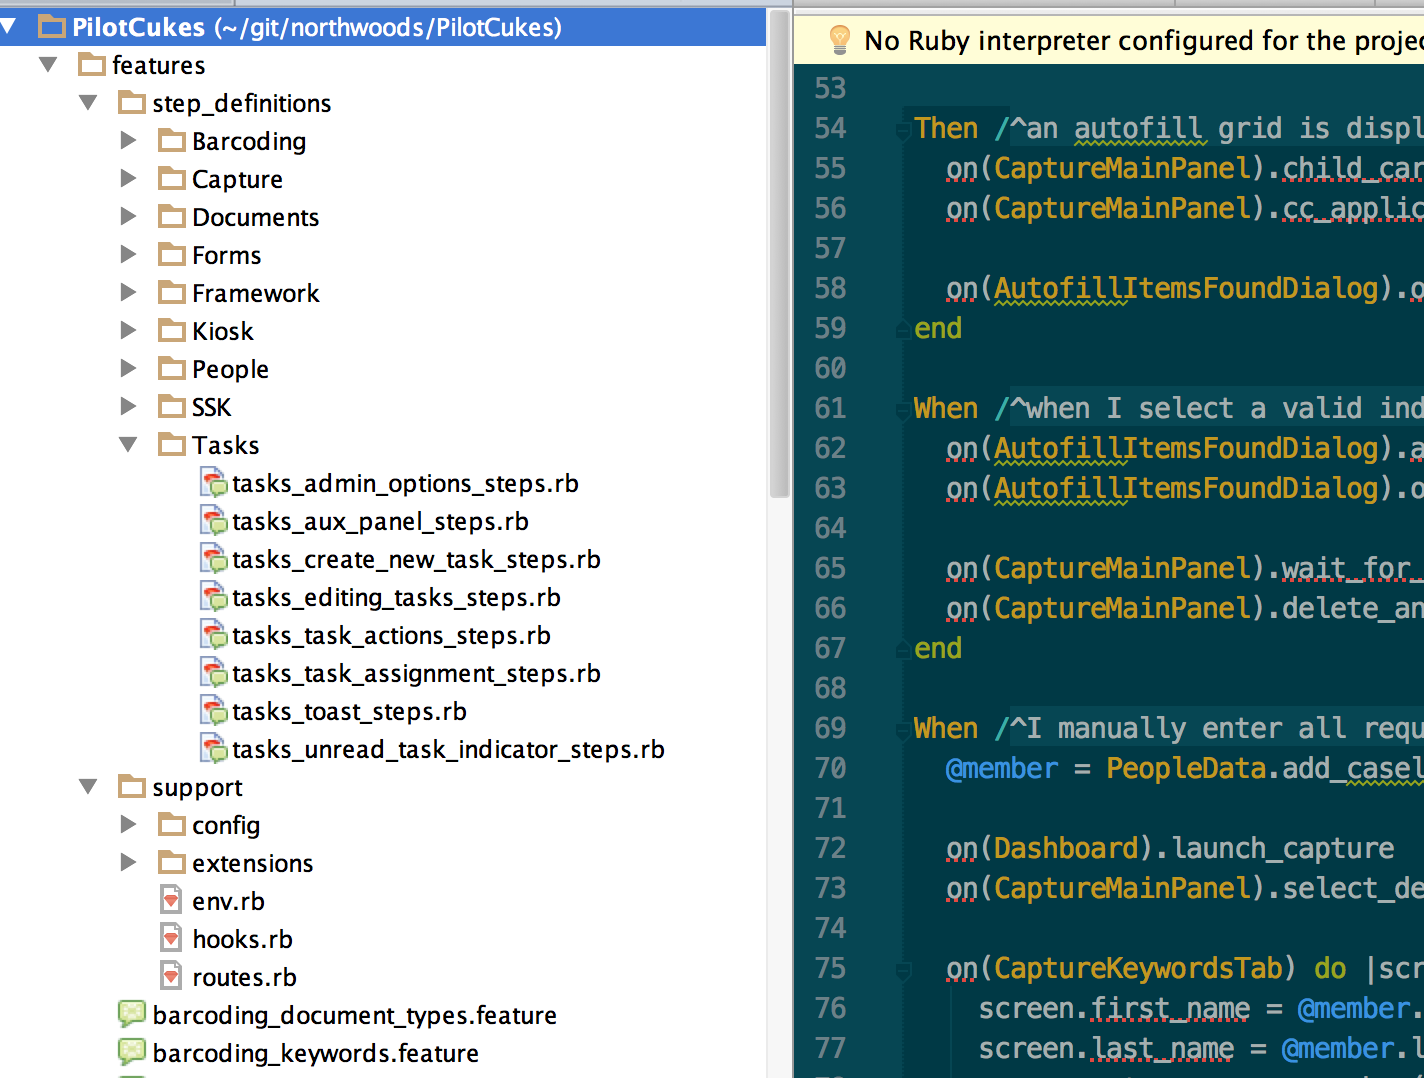 PilotCukes (~/git/northwoods/PilotCukes)
features
step_definitions
Barcoding
Capture
Documents
Forms
Framework
Kiosk
People
SSK
Tasks
tasks_admin_options_steps.rb
tasks_aux_panel_steps.rb
tasks_create_new_task_steps.rb
tasks_editing_tasks_steps.rb
tasks_task_actions_steps.rb
tasks_task_assignment_steps.rb
tasks_toast_steps.rb
tasks_unread_task_indicator_steps.rb
support
config
extensions
env.rb
hooks.rb
routes.rb
barcoding_document_types.feature
barcoding_keywords.feature
No Ruby interpreter configured for the projec
53
54 Then /^an autofill grid is displ
55 on(CaptureMainPanel).child_car
56 on(CaptureMainPanel).cc_applic
57
58 on(AutofillItemsFoundDialog).o
59 end
60
61 When /^when I select a valid ind
62 on(AutofillItemsFoundDialog).a
63 on(AutofillItemsFoundDialog).o
64
65 on(CaptureMainPanel).wait_for_
66 on(CaptureMainPanel).delete_an
67 end
68
69 When /^I manually enter all requ
70 @member = PeopleData.add_casel
71
72 on(Dashboard).launch_capture
73 on(CaptureMainPanel).select_de
74
75 on(CaptureKeywordsTab) do |scr
76 screen.first_name = @member.
77 screen.last_name = @member.l